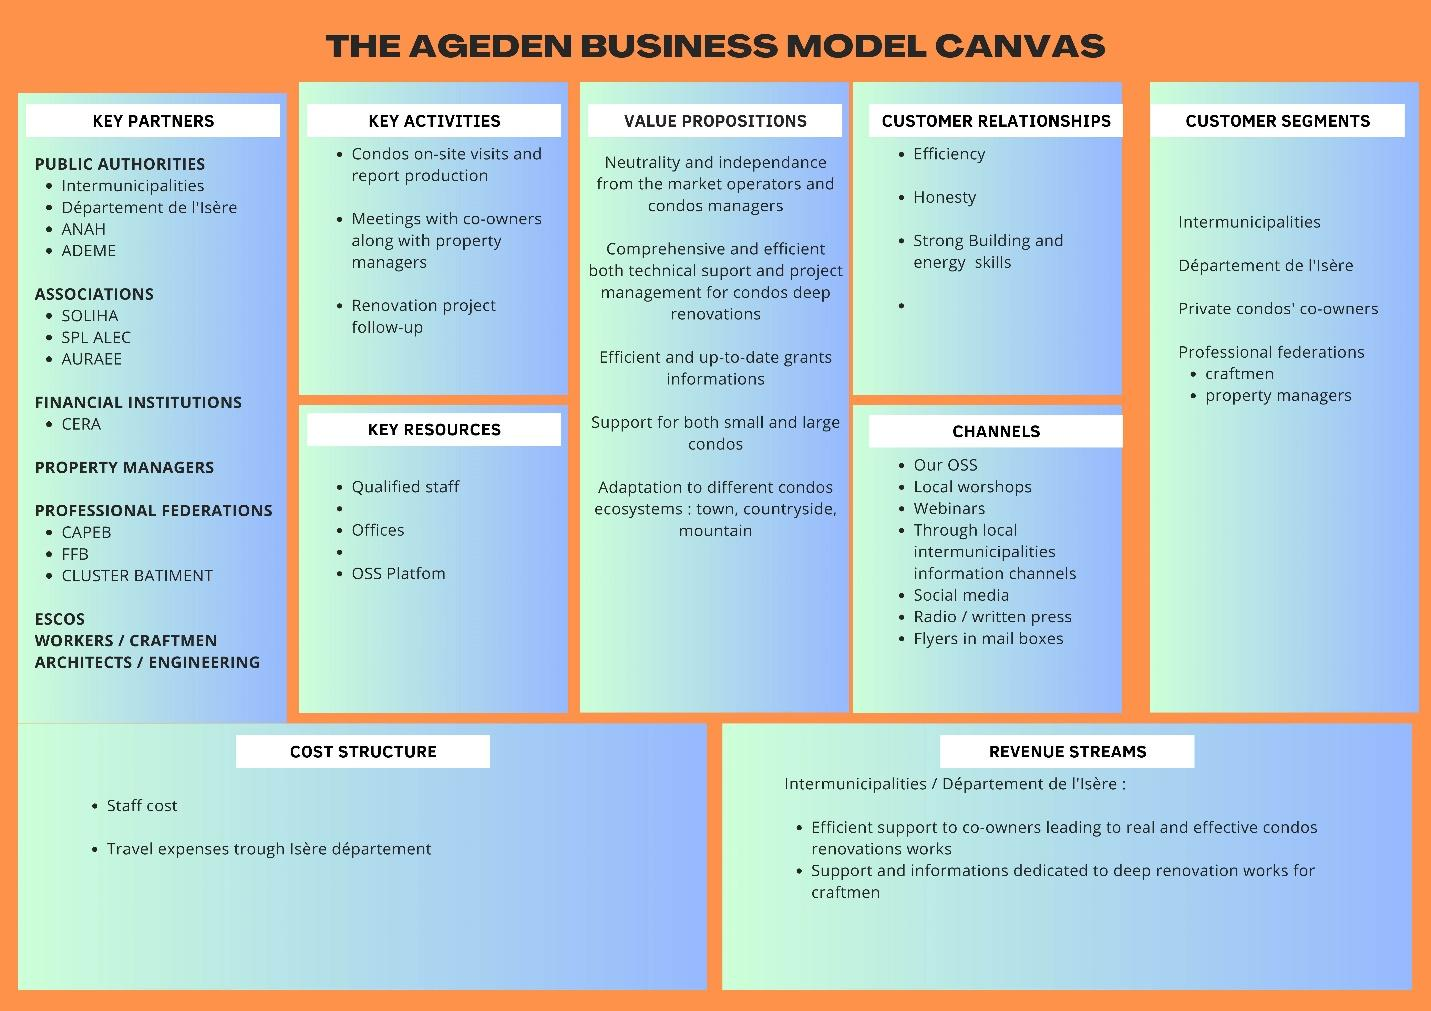 THE AGEDEN BUSINESS MODEL CANVAS
KEY PARTNERS
PUBLIC AUTHORITIES
• Intermunicipalities
• Département de l'Isère
• ANAH
• ADEME
ASSOCIATIONS
• SOLIHA
• SPL ALEC
• AURAEE
FINANCIAL INSTITUTIONS
• CERA
PROPERTY MANAGERS
PROFESSIONAL FEDERATIONS
• CAPEB
• FFB
• CLUSTER BATIMENT
ESCOS
WORKERS / CRAFTMEN
ARCHITECTS / ENGINEERING
KEY ACTIVITIES
• Condos on-site visits and
report production
• Meetings with co-owners
along with property
managers
• Renovation project
follow-up
KEY RESOURCES
• Qualified staff
•
• Offices
•
• OSS Platfom
VALUE PROPOSITIONS
Neutrality and independance
from the market operators and
condos managers
Comprehensive and efficient
both technical suport and project
management for condos deep
renovations
Efficient and up-to-date grants
informations
Support for both small and large
condos
Adaptation to different condos
ecosystems : town, countryside,
mountain
CUSTOMER RELATIONSHIPS
• Efficiency
• Honesty
• Strong Building and
energy  skills
•
CHANNELS
• Our OSS
• Local worshops
• Webinars
• Through local
intermunicipalities
information channels
• Social media
• Radio / written press
• Flyers in mail boxes
CUSTOMER SEGMENTS
Intermunicipalities
Département de l'Isère
Private condos' co-owners
Professional federations
• craftmen
• property managers
COST STRUCTURE
• Staff cost
• Travel expenses trough Isère département
REVENUE STREAMS
Intermunicipalities / Département de l'Isère :
• Efficient support to co-owners leading to real and effective condos
renovations works
• Support and informations dedicated to deep renovation works for
craftmen